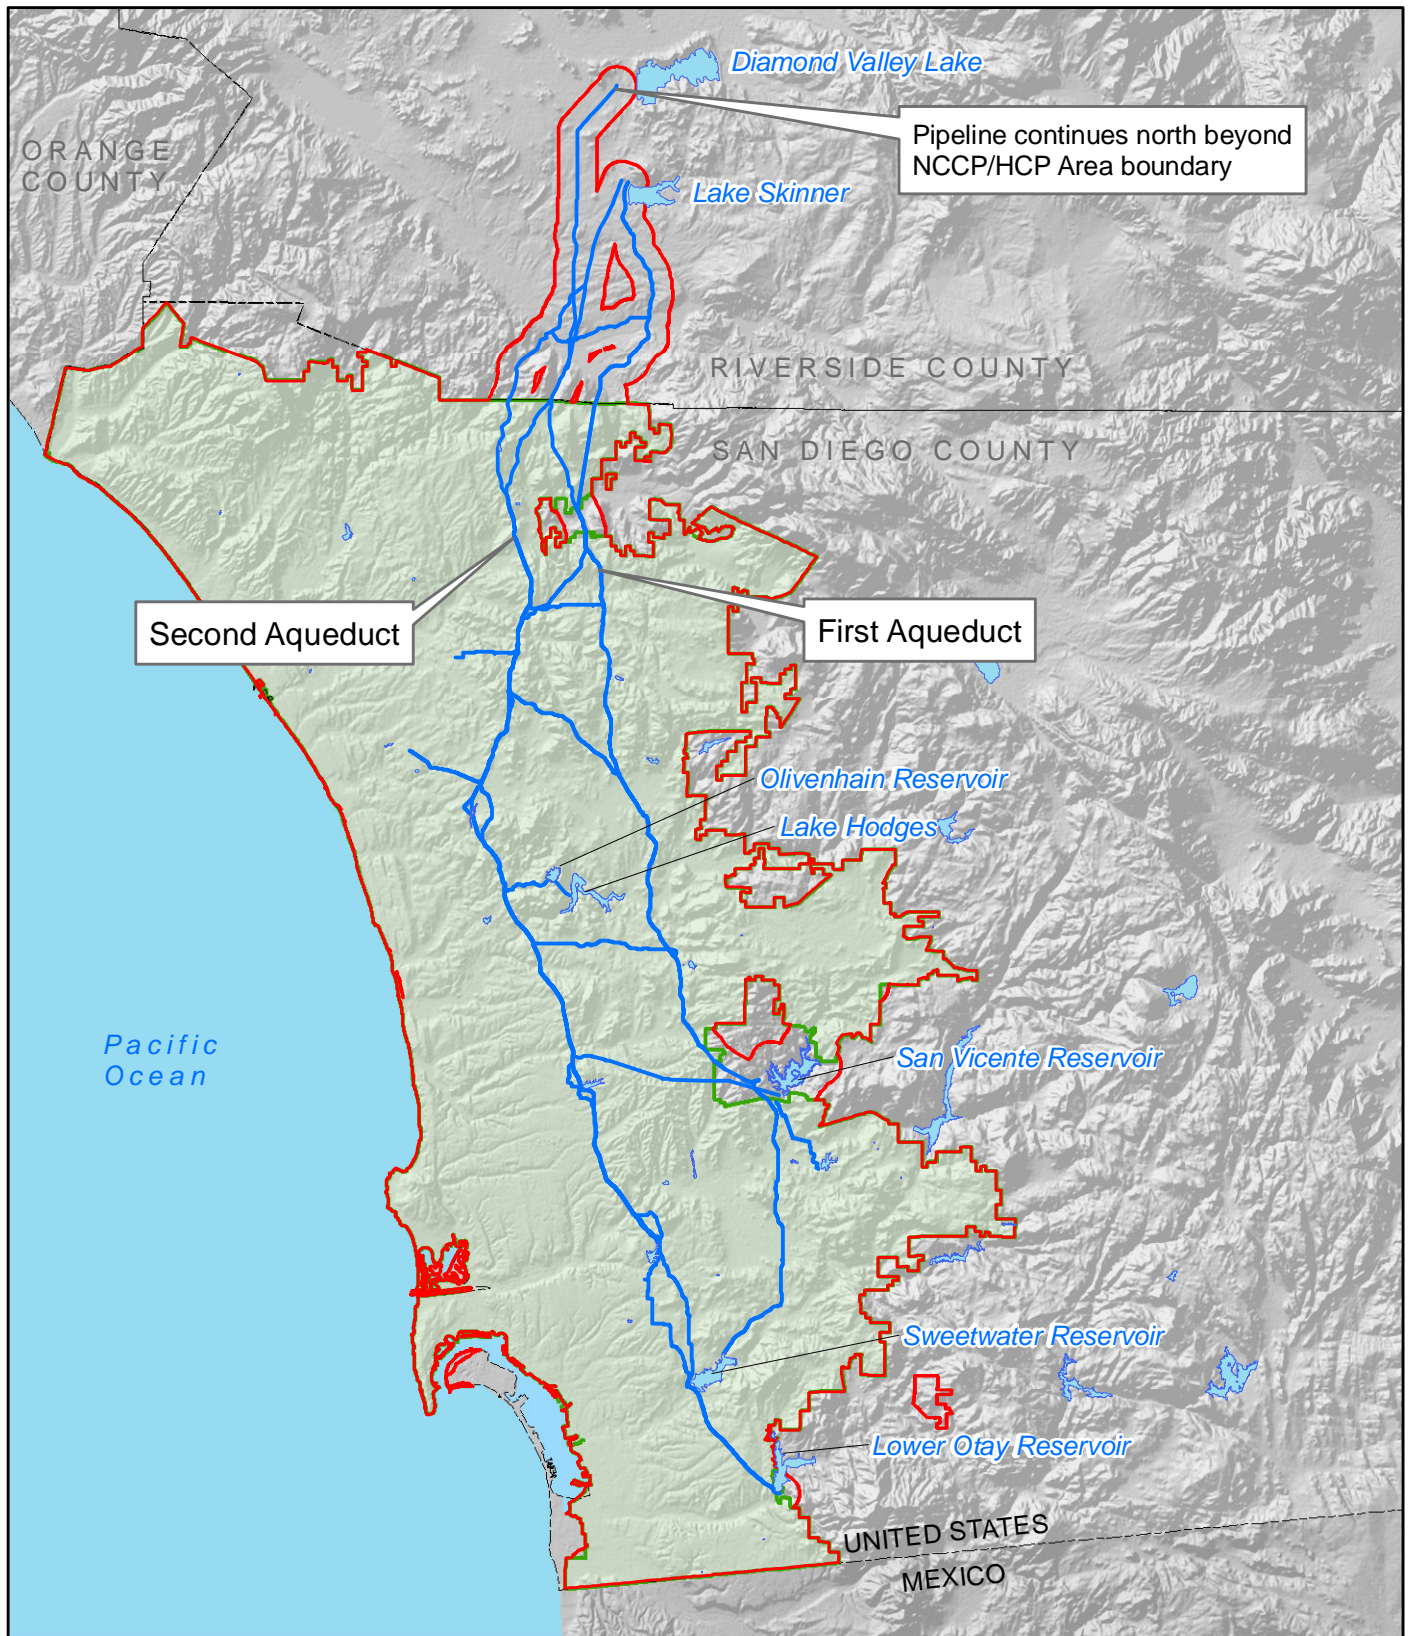 Diamond Valley Lake
Pipeline continues north beyond
NCCP/HCP Area boundary
ORANGE
COUNTY
Lake Skinner
RIVERSIDE COUNTY
SAN DIEGO COUNTY
Second Aqueduct
First Aqueduct
Olivenhain Reservoir
Lake Hodges
Pacific
Ocean
San Vicente Reservoir
Sweetwater Reservoir
Lower Otay Reservoir
UNITED STATES
MEXICO